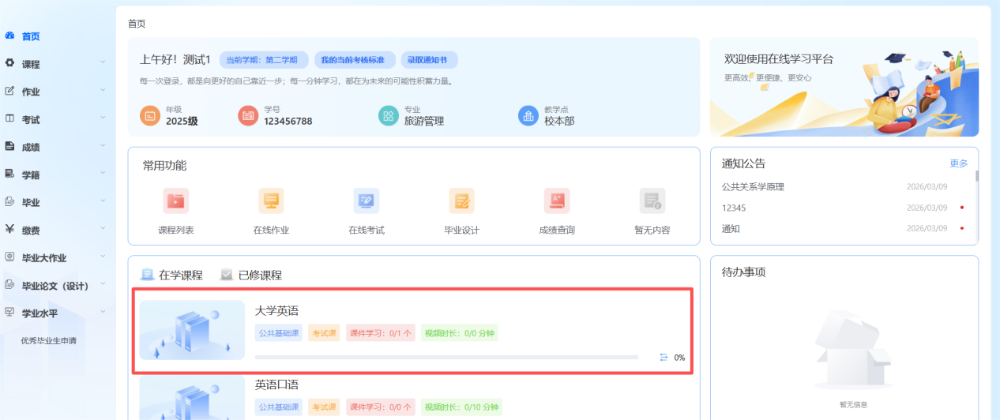 首页
课程
作业
考试
成绩
学籍
毕业
缴费
毕业大作业
毕业论文（设计）
学业水平
优秀毕业生申请
首页
上午好！测试1 当前学期：第二学期 我的当前考核标准 录取通知书
每一次登录，都是向更好的自己靠近一步；每一分钟学习，都在为未来的可能性积蓄力量。
年级 学号 专业 教学点
2025级 123456788 旅游管理 校本部
欢迎使用在线学习平台
更高效、更便捷、更安心
常用功能
课程列表 在线作业 在线考试 毕业设计 成绩查询 暂无内容
通知公告 更多
公共关系学原理 2026/03/09
12345 2026/03/09
通知 2026/03/09
在学课程 已修课程
大学英语
公共基础课 考试课 课件学习：0/1 个 视频时长：0/0 分钟
0%
英语口语
公共基础课 考试课 课件学习：0/0 个 视频时长：0/10 分钟
待办事项
暂无信息